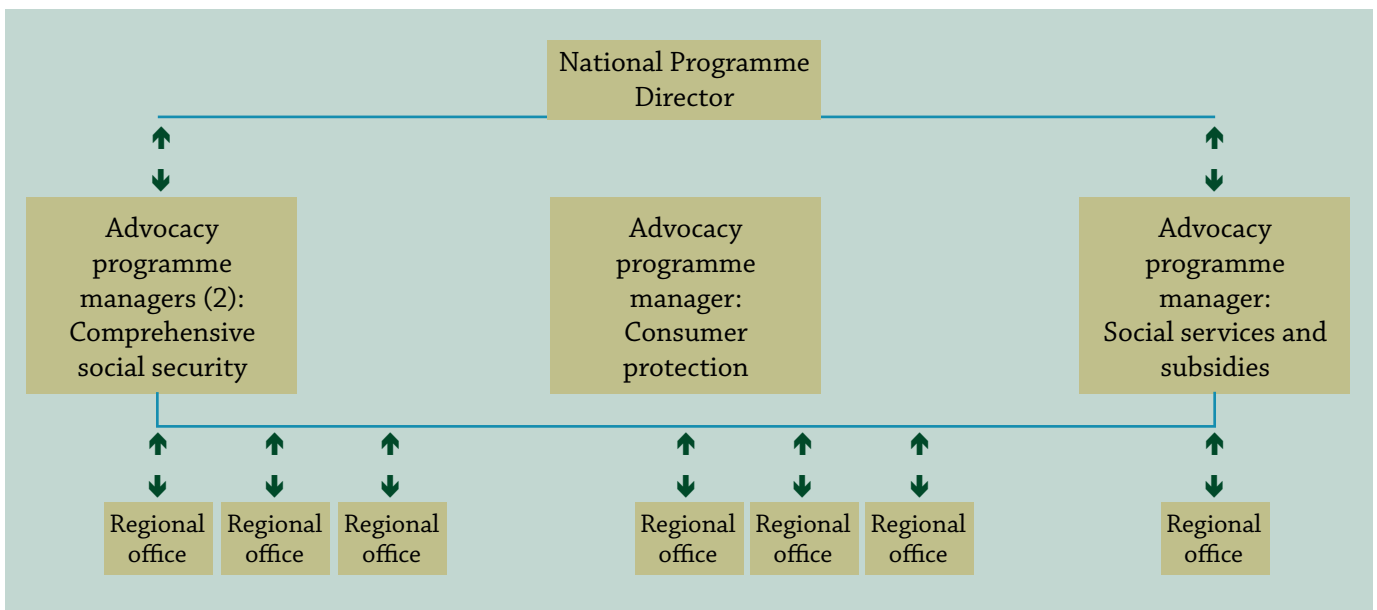 National Programme
Director
Advocacy
programme
managers (2):
Comprehensive
social security
Advocacy
programme
manager:
Consumer
protection
Advocacy
programme
manager:
Social services and
subsidies
Regional
office
Regional
office
Regional
office
Regional
office
Regional
office
Regional
office
Regional
office